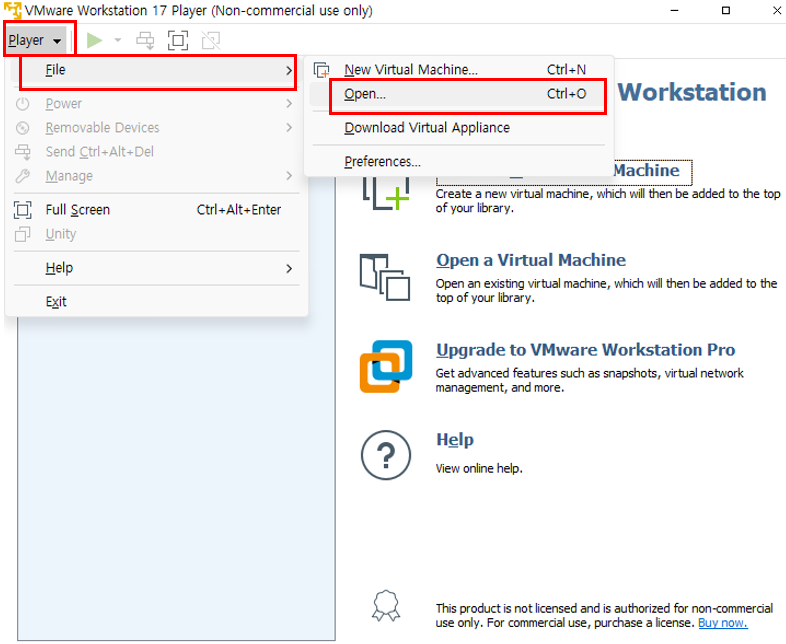 VMware Workstation 17 Player (Non-commercial use only)
Player
File
Power
Removable Devices
Send Ctrl+Alt+Del
Manage
Full Screen Ctrl+Alt+Enter
Unity
Help
Exit
New Virtual Machine... Ctrl+N
Open... Ctrl+O
Download Virtual Appliance
Preferences...
Workstation
Machine
Create a new virtual machine, which will then be added to the top
of your library.
Open a Virtual Machine
Open an existing virtual machine, which will then be added to the
top of your library.
Upgrade to VMware Workstation Pro
Get advanced features such as snapshots, virtual network
management, and more.
Help
View online help.
This product is not licensed and is authorized for non-commercial
use only. For commercial use, purchase a license. Buy now.